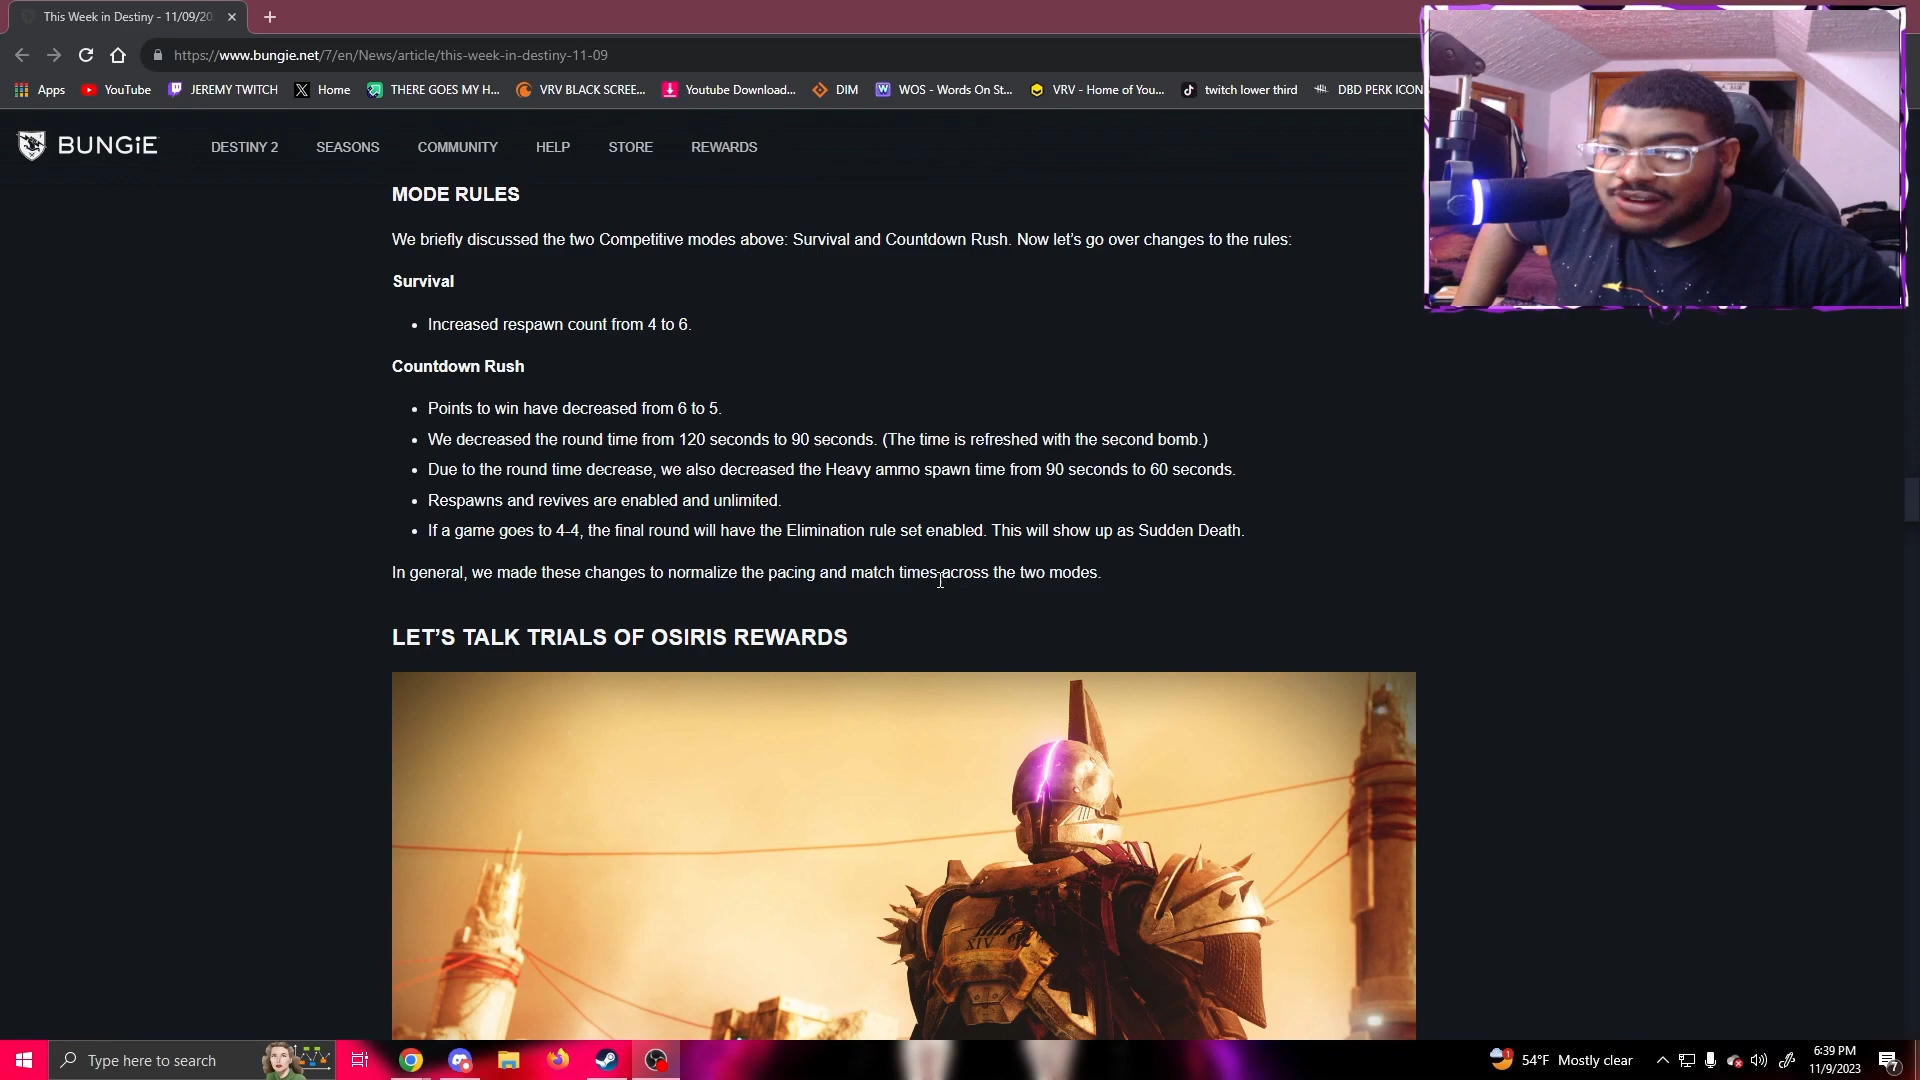 This Week in Destiny - 11/09/20
https://www.bungie.net/7/en/News/article/this-week-in-destiny-11-09
Apps YouTube JEREMY TWITCH Home THERE GOES MY H... VRV BLACK SCREE... Youtube Download... DIM WOS - Words On St... VRV - Home of You... twitch lower third DBD PERK ICON
BUNGiE DESTINY 2 SEASONS COMMUNITY HELP STORE REWARDS
MODE RULES
We briefly discussed the two Competitive modes above: Survival and Countdown Rush. Now let’s go over changes to the rules:
Survival
• Increased respawn count from 4 to 6.
Countdown Rush
• Points to win have decreased from 6 to 5.
• We decreased the round time from 120 seconds to 90 seconds. (The time is refreshed with the second bomb.)
• Due to the round time decrease, we also decreased the Heavy ammo spawn time from 90 seconds to 60 seconds.
• Respawns and revives are enabled and unlimited.
• If a game goes to 4-4, the final round will have the Elimination rule set enabled. This will show up as Sudden Death.
In general, we made these changes to normalize the pacing and match times across the two modes.
LET’S TALK TRIALS OF OSIRIS REWARDS
XIV
Type here to search
54°F Mostly clear
6:39 PM
11/9/2023
7